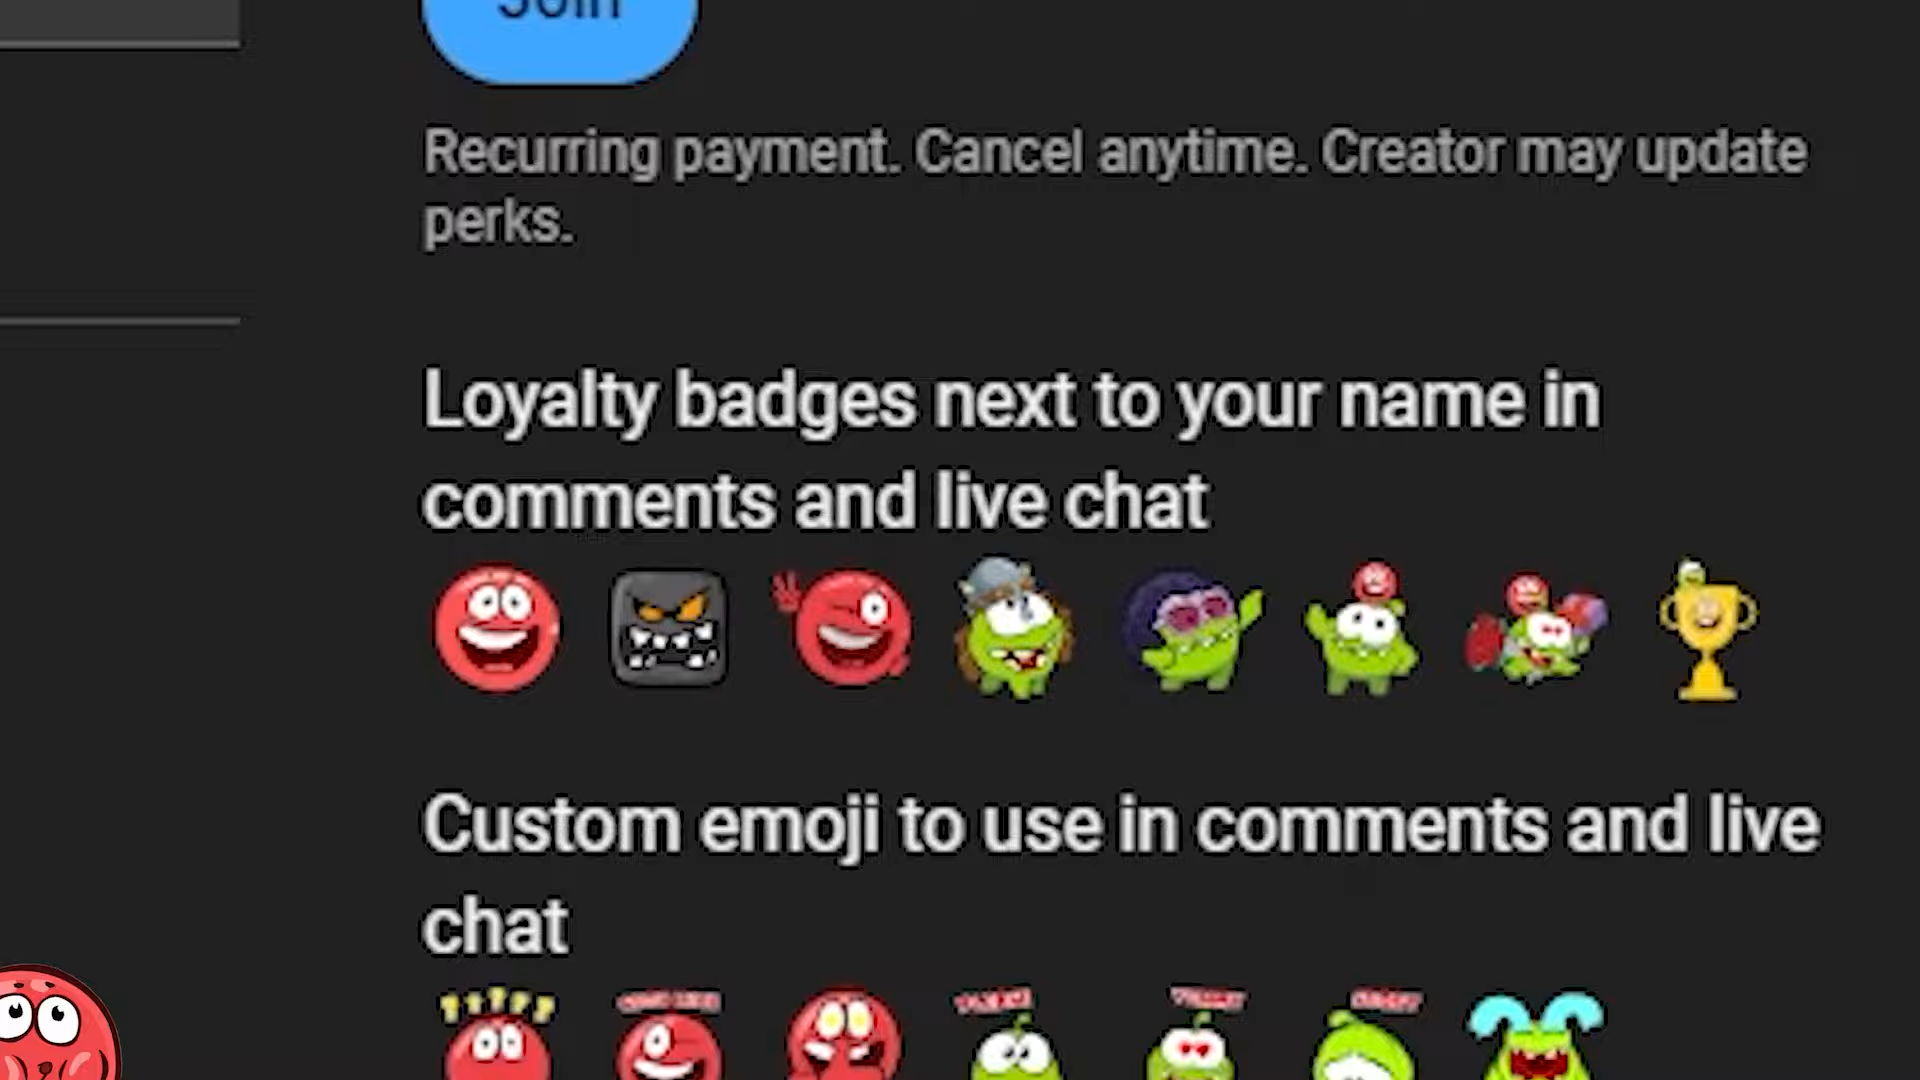 Join
Recurring payment. Cancel anytime. Creator may update
perks.
Loyalty badges next to your name in
comments and live chat
Custom emoji to use in comments and live
chat
?????